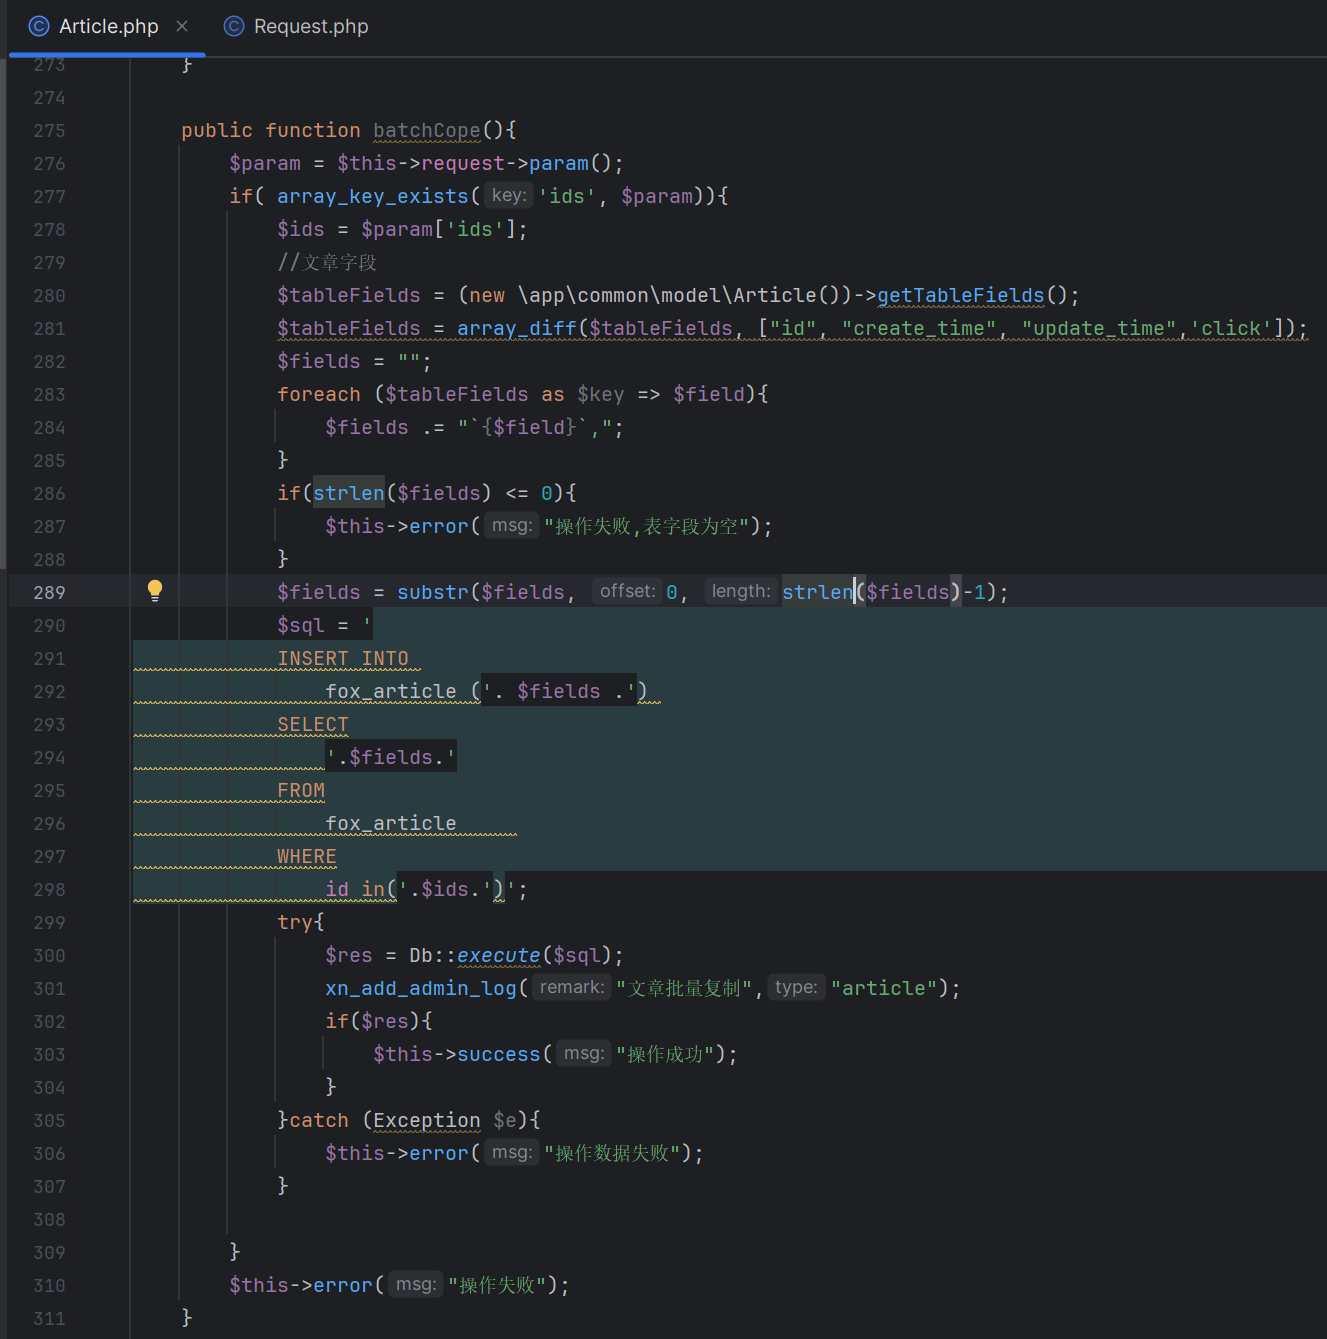 Article.php × Request.php
273 }
274
275 public function batchCope(){
276 $param = $this->request->param();
277 if( array_key_exists( key: 'ids', $param)){
278 $ids = $param['ids'];
279 //文章字段
280 $tableFields = (new \app\common\model\Article())->getTableFields();
281 $tableFields = array_diff($tableFields, ["id", "create_time", "update_time",'click']);
282 $fields = "";
283 foreach ($tableFields as $key => $field){
284 $fields .= "`{$field}`,";
285 }
286 if(strlen($fields) <= 0){
287 $this->error( msg: "操作失败,表字段为空");
288 }
289 $fields = substr($fields, offset: 0, length: strlen($fields)-1);
290 $sql = '
291 INSERT INTO
292 fox_article ('. $fields .')
293 SELECT
294 '.$fields.'
295 FROM
296 fox_article
297 WHERE
298 id in('.$ids.')';
299 try{
300 $res = Db::execute($sql);
301 xn_add_admin_log( remark: "文章批量复制", type: "article");
302 if($res){
303 $this->success( msg: "操作成功");
304 }
305 }catch (Exception $e){
306 $this->error( msg: "操作数据失败");
307 }
308
309 }
310 $this->error( msg: "操作失败");
311 }